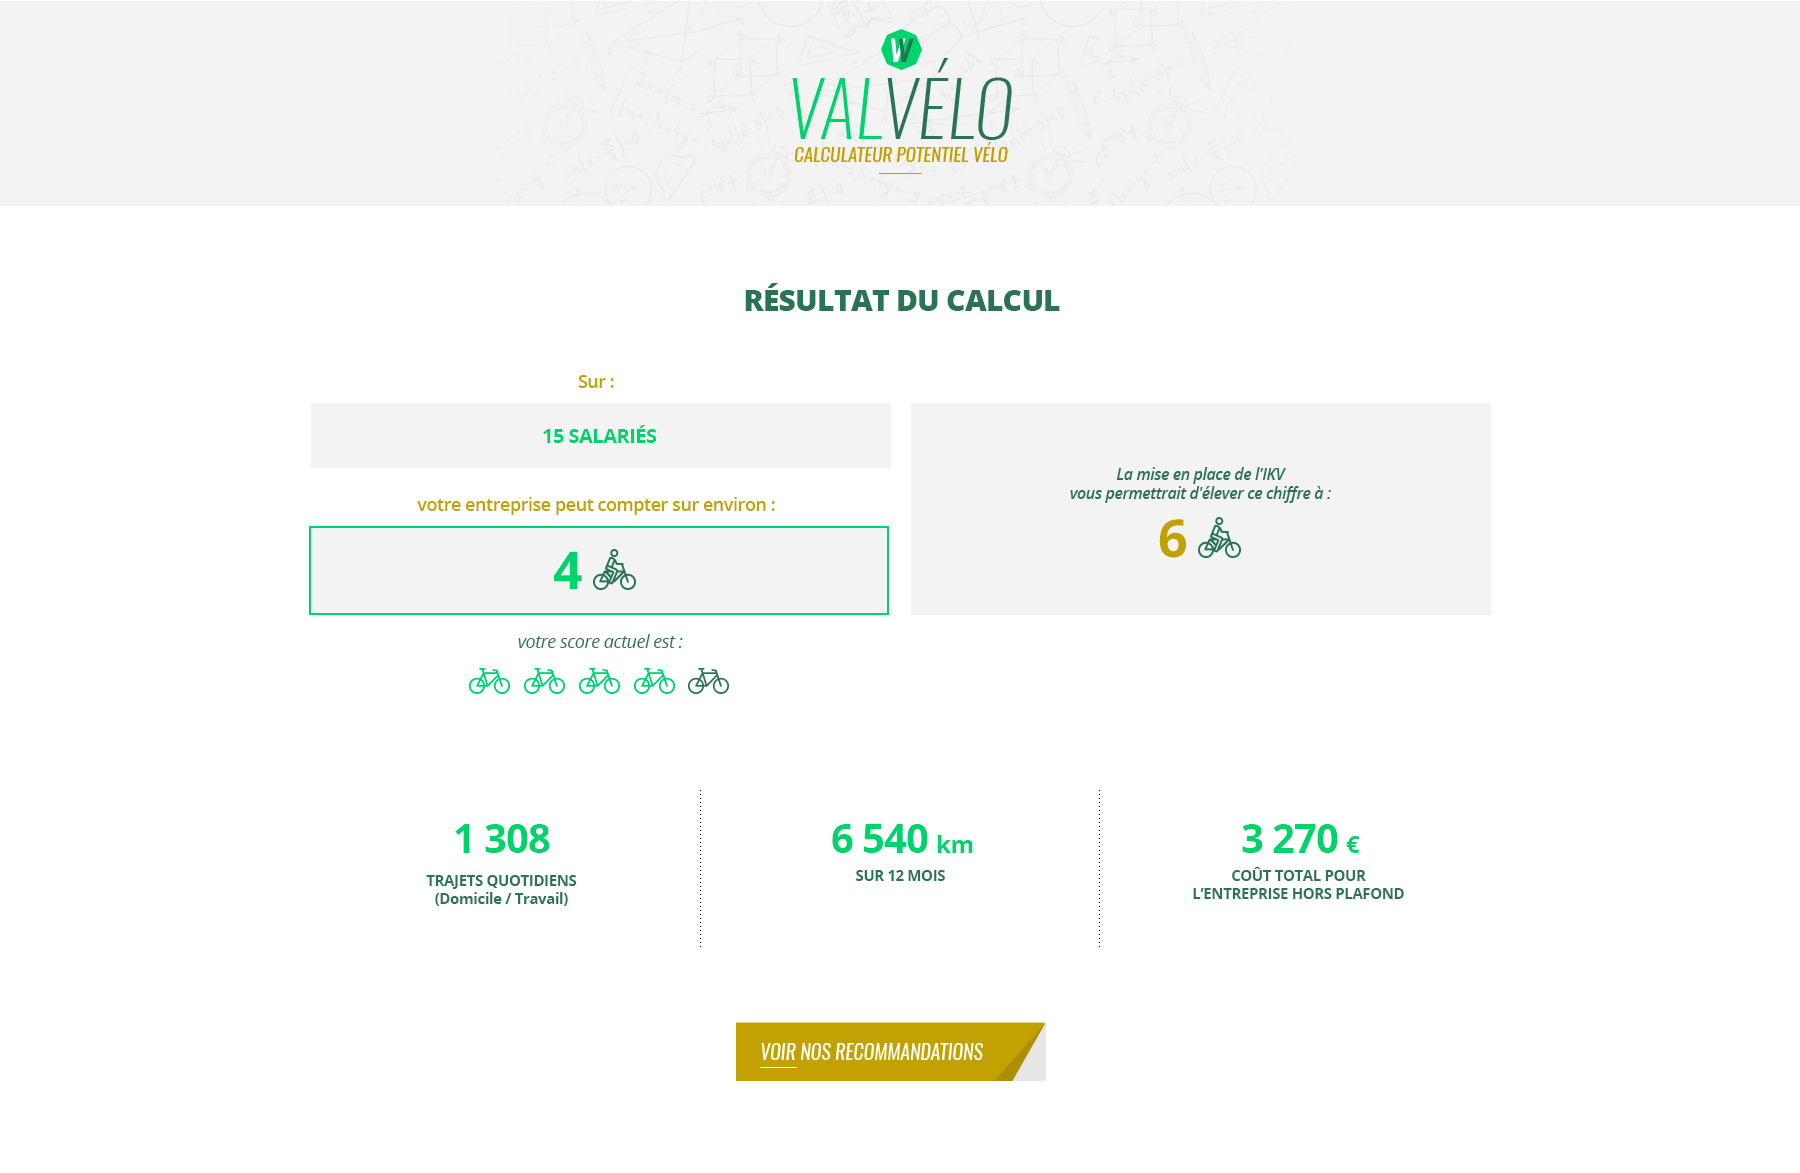 VALVÉLO
CALCULATEUR POTENTIEL VÉLO
RÉSULTAT DU CALCUL
Sur :
15 SALARIÉS
votre entreprise peut compter sur environ :
4
votre score actuel est :
La mise en place de l'IKV
vous permettrait d'élever ce chiffre à :
6
1 308
TRAJETS QUOTIDIENS
(Domicile / Travail)
6 540 km
SUR 12 MOIS
3 270 €
COÛT TOTAL POUR
L’ENTREPRISE HORS PLAFOND
VOIR NOS RECOMMANDATIONS